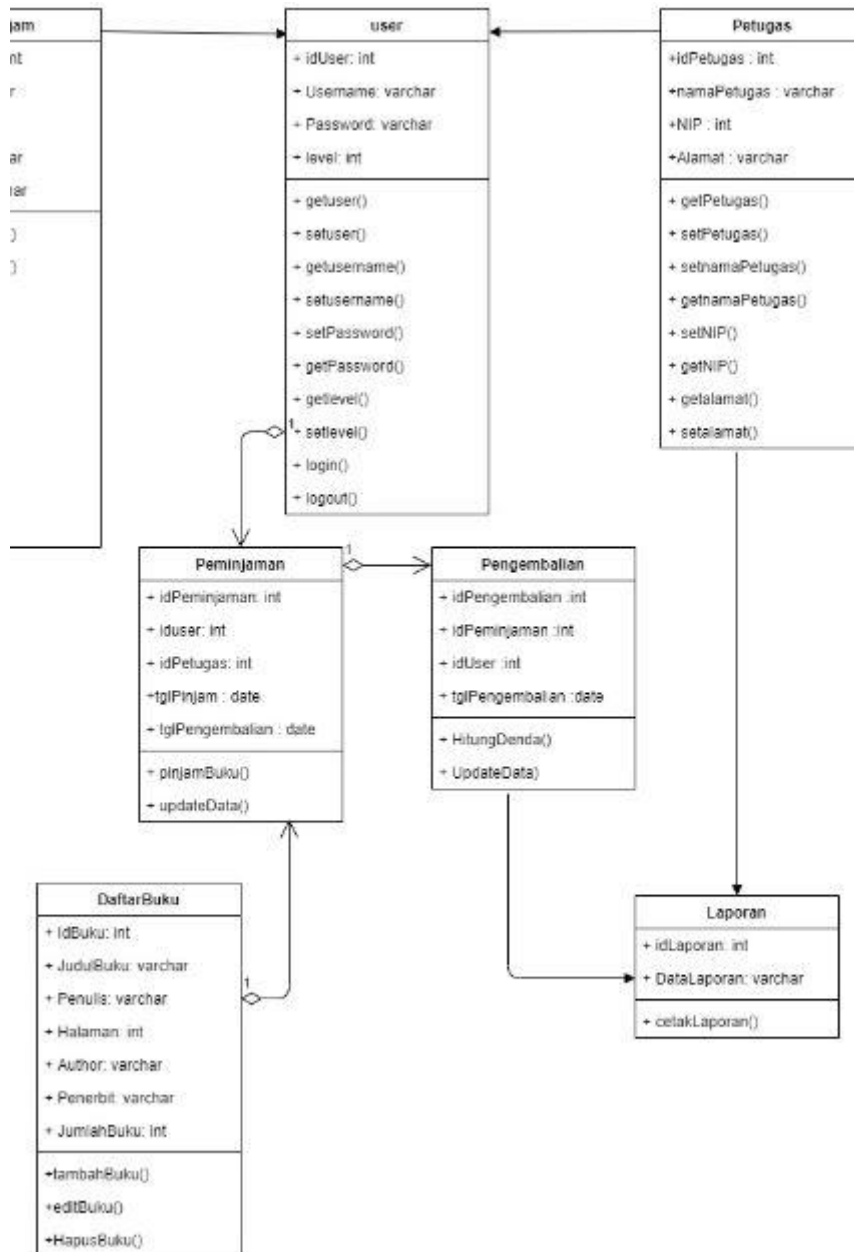 user
+ idUser: int
+ Username: varchar
+ Password: varchar
+ level: int
+ getuser()
+ setuser()
+ getusername()
+ setusername()
+ setPassword()
+ getPassword()
+ getlevel()
+ setlevel()
+ login()
+ logout()
1
Petugas
+idPetugas : int
+namaPetugas : varchar
+NIP : int
+Alamat : varchar
+ getPetugas()
+ setPetugas()
+ setnamaPetugas()
+ getnamaPetugas()
+ setNIP()
+ getNIP()
+ getalamat()
+ setalamat()
Peminjaman
+ idPeminjaman: int
+ iduser: int
+ idPetugas: int
+tglPinjam : date
+ tglPengembalian : date
+ pinjamBuku()
+ updateData()
1
Pengembalian
+ idPengembalian :int
+ idPeminjaman :int
+ idUser :int
+ tglPengembalian :date
+ HitungDenda()
+ UpdateData)
DaftarBuku
+ IdBuku: int
+ JudulBuku: varchar
+ Penulis: varchar
+ Halaman: int
+ Author: varchar
+ Penerbit: varchar
+ JumlahBuku: int
+tambahBuku()
+editBuku()
+HapusBuku()
1
Laporan
+ idLaporan: int
+ DataLaporan: varchar
+ cetakLaporan()